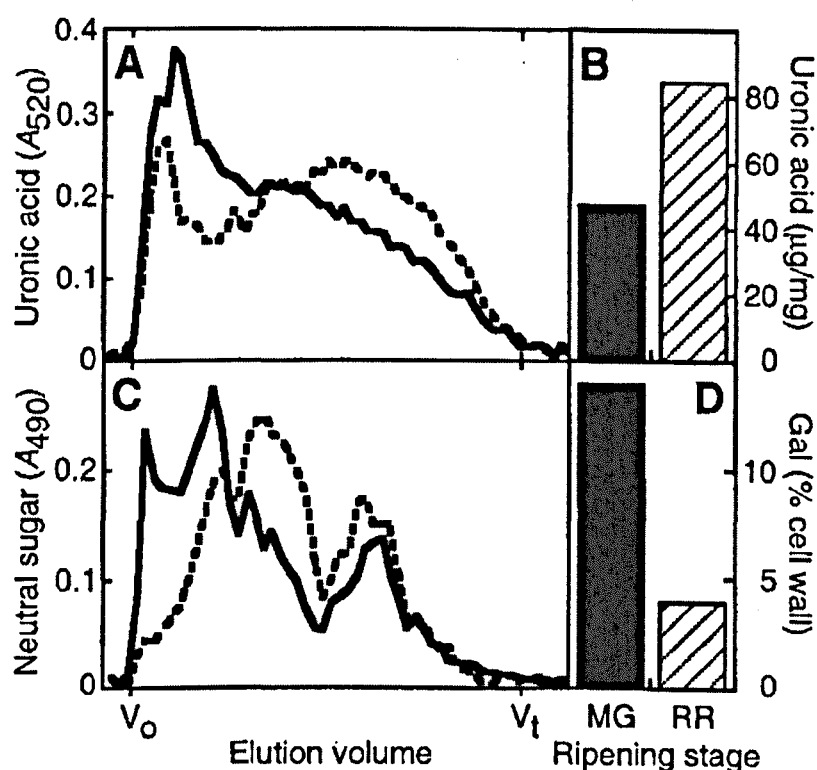 A
Uronic acid (A520)
0.4
0.3
0.2
0.1
0
B
Uronic acid (µg/mg)
80
60
40
20
0
C
Neutral sugar (A490)
0.2
0.1
0
D
Gal (% cell wall)
10
5
0
Vo
Vt
MG
RR
Elution volume
Ripening stage